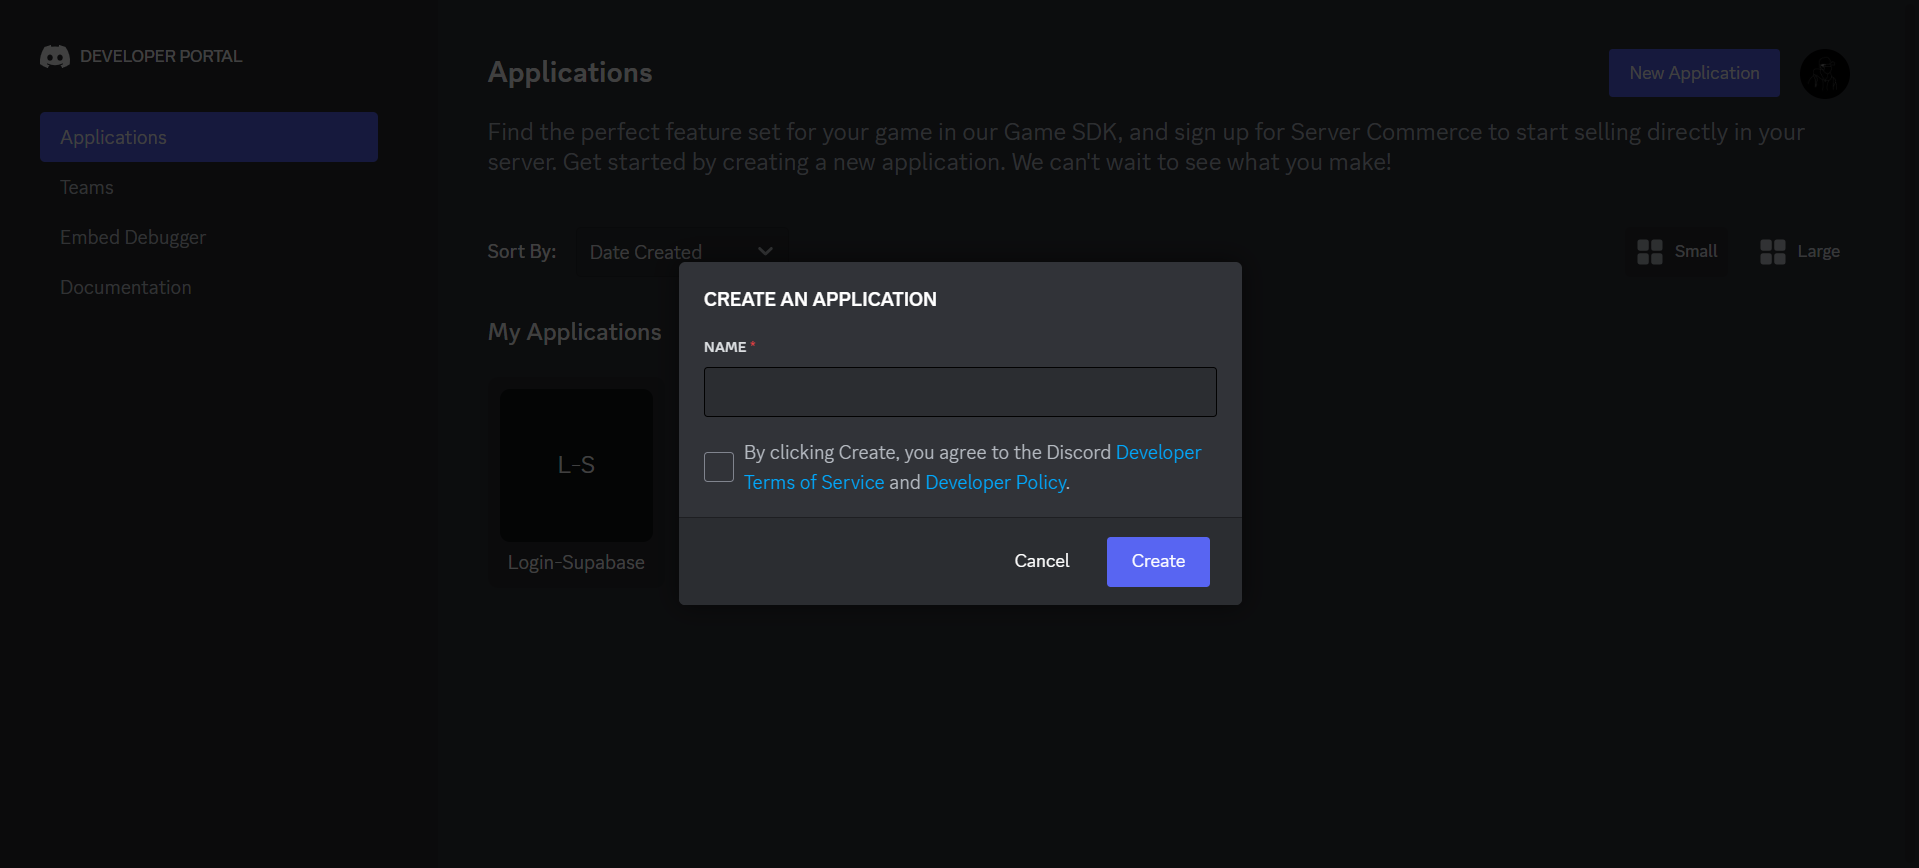 DEVELOPER PORTAL
Applications
Teams
Embed Debugger
Documentation
Applications
New Application
Find the perfect feature set for your game in our Game SDK, and sign up for Server Commerce to start selling directly in your
server. Get started by creating a new application. We can't wait to see what you make!
Sort By:
Date Created
Small
Large
My Applications
L-S
Login-Supabase
CREATE AN APPLICATION
NAME *
By clicking Create, you agree to the Discord Developer
Terms of Service and Developer Policy.
Cancel
Create